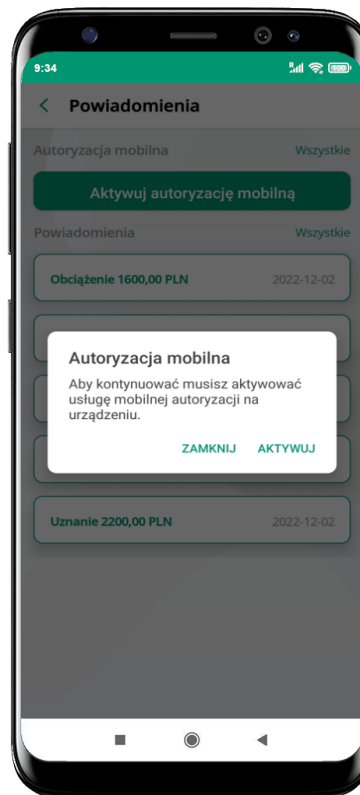 9:34
Powiadomienia
Autoryzacja mobilna Wszystkie
Aktywuj autoryzację mobilną
Powiadomienia Wszystkie
Obciążenie 1600,00 PLN 2022-12-02
Autoryzacja mobilna
Aby kontynuować musisz aktywować
usługę mobilnej autoryzacji na
urządzeniu.
ZAMKNIJ AKTYWUJ
Uznanie 2200,00 PLN 2022-12-02